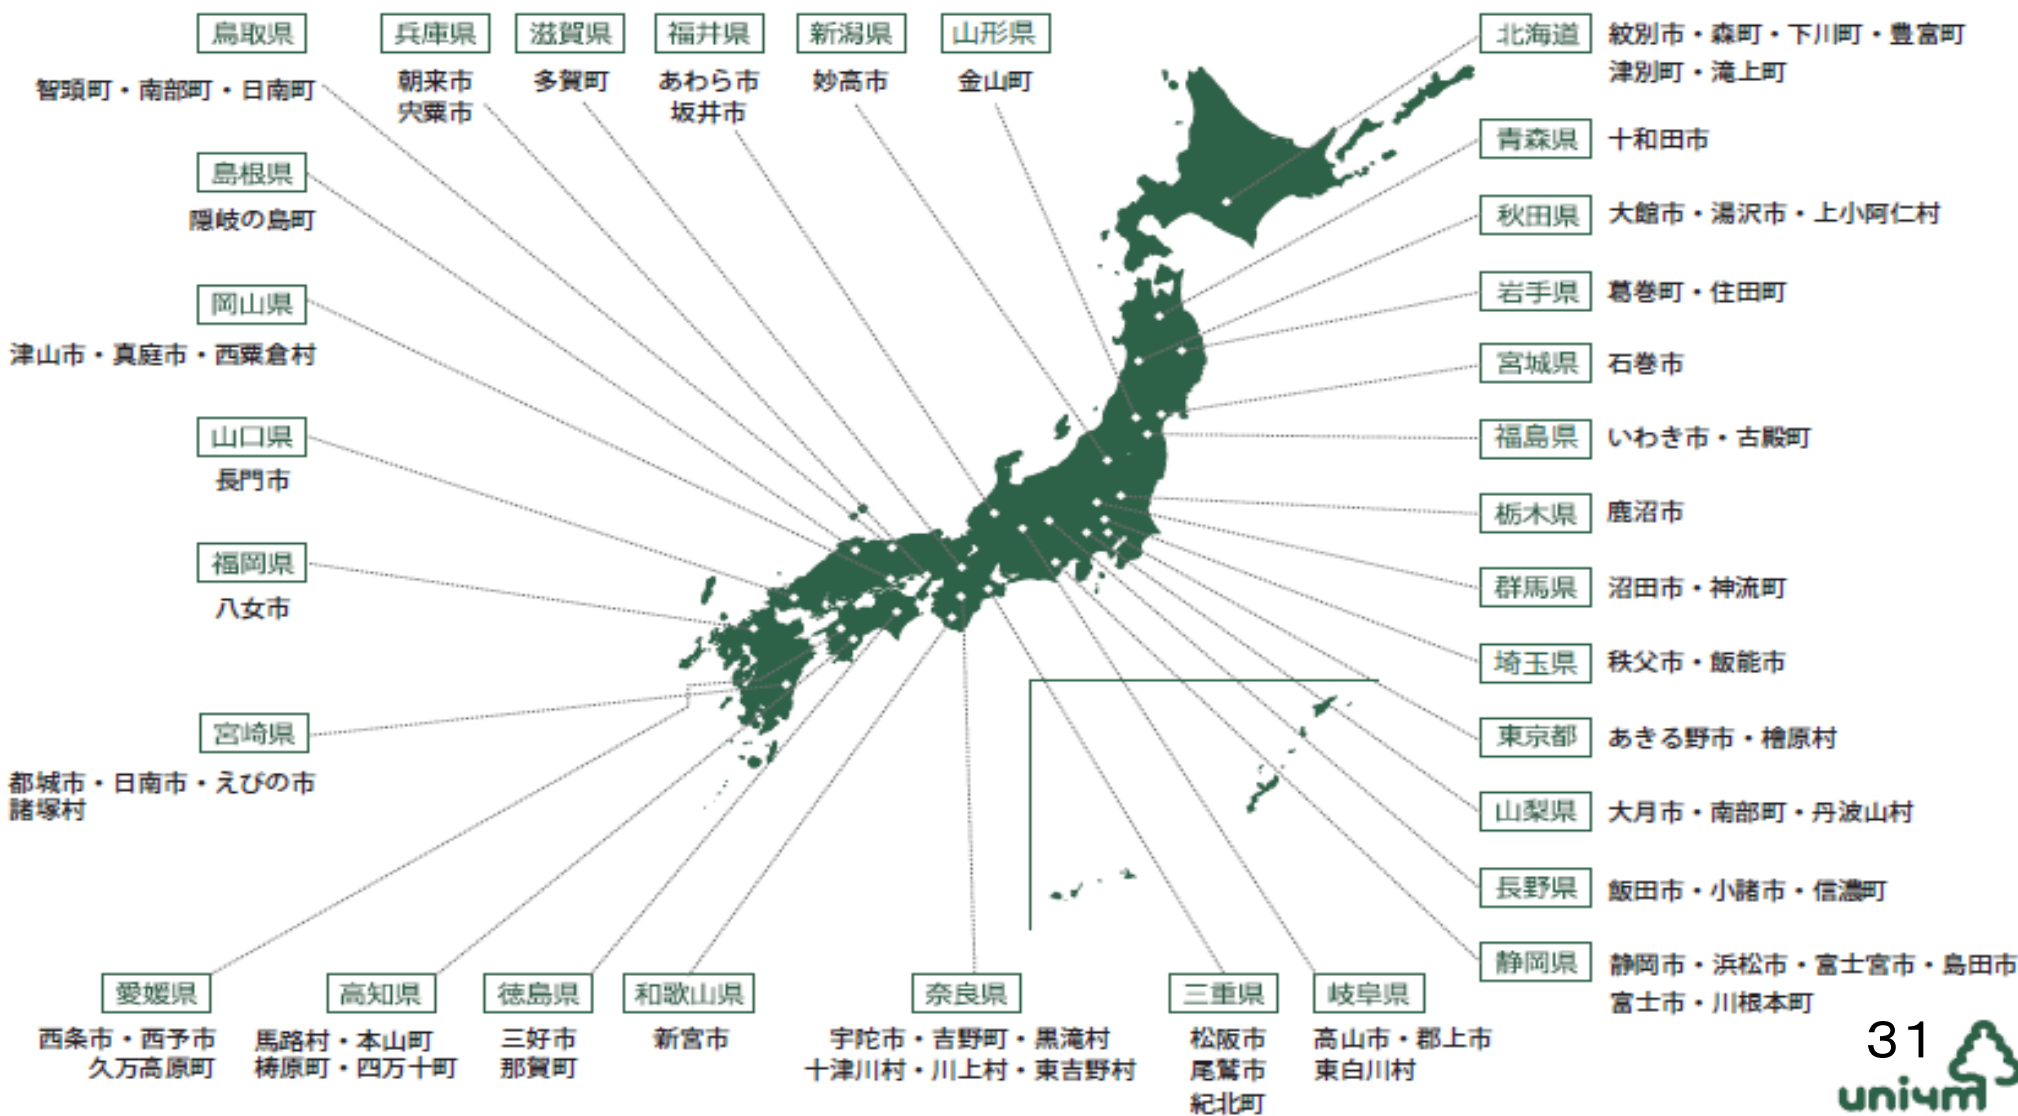 鳥取県
智頭町・南部町・日南町
兵庫県
朝来市
宍粟市
滋賀県
多賀町
福井県
あわら市
坂井市
新潟県
妙高市
山形県
金山町
北海道
紋別市・森町・下川町・豊富町
津別町・滝上町
青森県
十和田市
秋田県
大館市・湯沢市・上小阿仁村
岩手県
葛巻町・住田町
宮城県
石巻市
福島県
いわき市・古殿町
栃木県
鹿沼市
群馬県
沼田市・神流町
埼玉県
秩父市・飯能市
東京都
あきる野市・檜原村
山梨県
大月市・南部町・丹波山村
長野県
飯田市・小諸市・信濃町
静岡県
静岡市・浜松市・富士宮市・島田市
富士市・川根本町
島根県
隠岐の島町
岡山県
津山市・真庭市・西粟倉村
山口県
長門市
福岡県
八女市
宮崎県
都城市・日南市・えびの市
諸塚村
愛媛県
西条市・西予市
久万高原町
高知県
馬路村・本山町
梼原町・四万十町
徳島県
三好市
那賀町
和歌山県
新宮市
奈良県
宇陀市・吉野町・黒滝村
十津川村・川上村・東吉野村
三重県
松阪市
尾鷲市
紀北町
岐阜県
高山市・郡上市
東白川村
31
uni4m